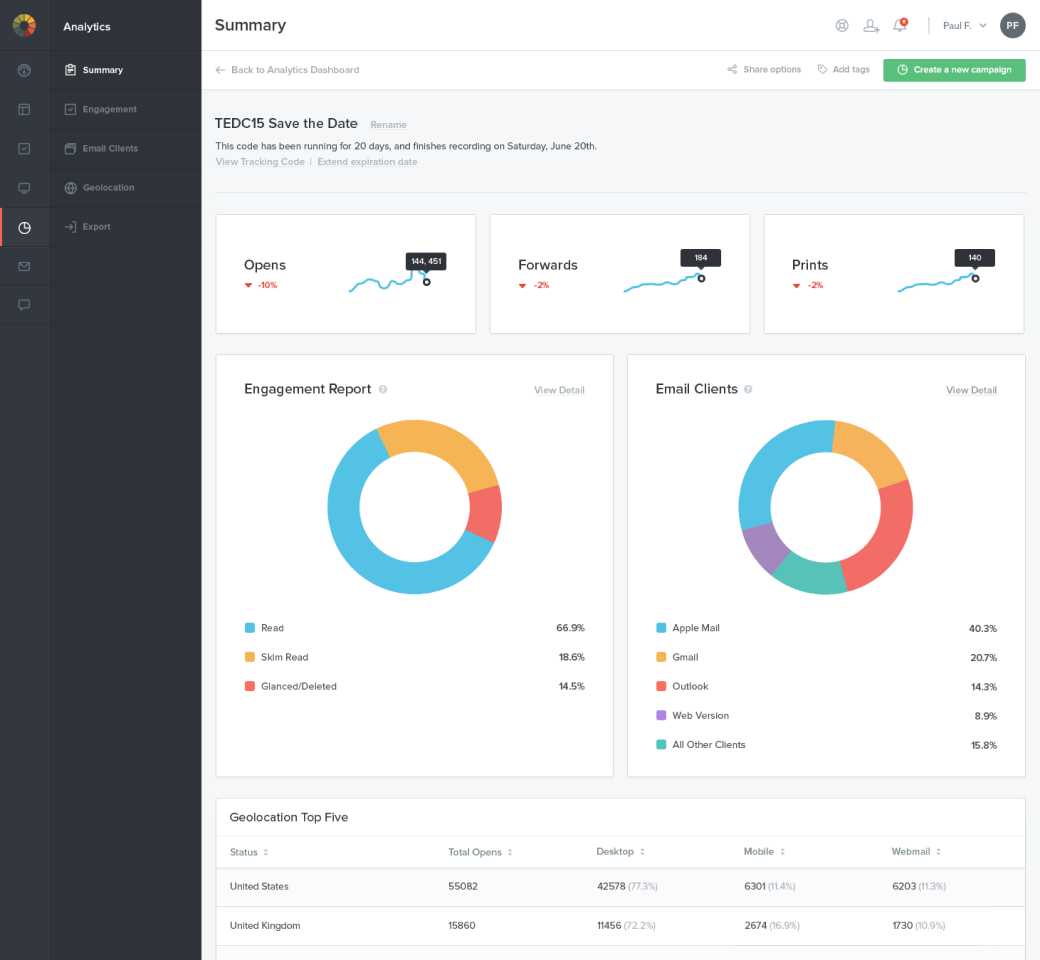 Analytics
Summary
Engagement
Email Clients
Geolocation
Export
Summary
8
Paul F.
PF
Back to Analytics Dashboard
Share options
Add tags
Create a new campaign
TEDC15 Save the Date
Rename
This code has been running for 20 days, and finishes recording on Saturday, June 20th.
View Tracking Code | Extend expiration date
Opens
-10%
144, 451
Forwards
-2%
184
Prints
-2%
140
Engagement Report ?
View Detail
Read 66.9%
Skim Read 18.6%
Glanced/Deleted 14.5%
Email Clients ?
View Detail
Apple Mail 40.3%
Gmail 20.7%
Outlook 14.3%
Web Version 8.9%
All Other Clients 15.8%
Geolocation Top Five
Status Total Opens Desktop Mobile Webmail
United States 55082 42578 (77.3%) 6301 (11.4%) 6203 (11.3%)
United Kingdom 15860 11456 (72.2%) 2674 (16.9%) 1730 (10.9%)